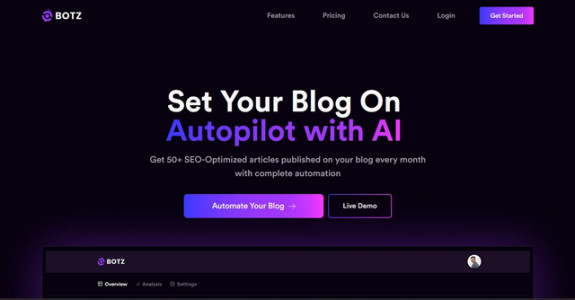 BOTZ
Features
Pricing
Contact Us
Login
Get Started
Set Your Blog On
Autopilot with AI
Get 50+ SEO-Optimized articles published on your blog every month
with complete automation
Automate Your Blog →
Live Demo
BOTZ
Overview
Analysis
Settings